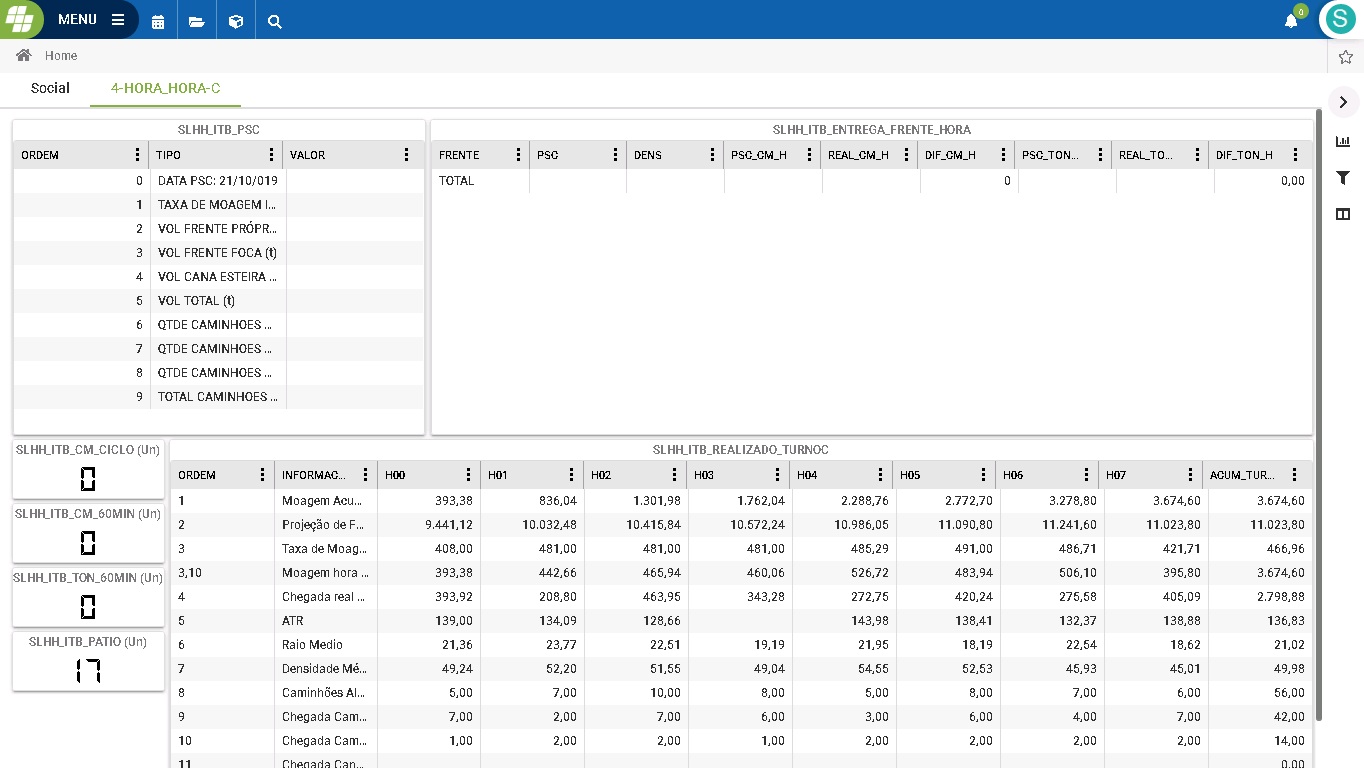 MENU
0
S
Home
Social 4-HORA_HORA-C
SLHH_ITB_PSC
ORDEM TIPO VALOR
0 DATA PSC: 21/10/019
1 TAXA DE MOAGEM I...
2 VOL FRENTE PRÓPR...
3 VOL FRENTE FOCA (t)
4 VOL CANA ESTEIRA ...
5 VOL TOTAL (t)
6 QTDE CAMINHOES ...
7 QTDE CAMINHOES ...
8 QTDE CAMINHOES ...
9 TOTAL CAMINHOES ...
SLHH_ITB_ENTREGA_FRENTE_HORA
FRENTE PSC DENS PSC_CM_H REAL_CM_H DIF_CM_H PSC_TON... REAL_TO... DIF_TON_H
TOTAL 0 0,00
SLHH_ITB_CM_CICLO (Un)
0
SLHH_ITB_CM_60MIN (Un)
0
SLHH_ITB_TON_60MIN (Un)
0
SLHH_ITB_PATIO (Un)
17
SLHH_ITB_REALIZADO_TURNOC
ORDEM INFORMAC... H00 H01 H02 H03 H04 H05 H06 H07 ACUM_TUR...
1 Moagem Acu... 393,38 836,04 1.301,98 1.762,04 2.288,76 2.772,70 3.278,80 3.674,60 3.674,60
2 Projeção de F... 9.441,12 10.032,48 10.415,84 10.572,24 10.986,05 11.090,80 11.241,60 11.023,80 11.023,80
3 Taxa de Moag... 408,00 481,00 481,00 481,00 485,29 491,00 486,71 421,71 466,96
3,10 Moagem hora ... 393,38 442,66 465,94 460,06 526,72 483,94 506,10 395,80 3.674,60
4 Chegada real ... 393,92 208,80 463,95 343,28 272,75 420,24 275,58 405,09 2.798,88
5 ATR 139,00 134,09 128,66 143,98 138,41 132,37 138,88 136,83
6 Raio Medio 21,36 23,77 22,51 19,19 21,95 18,19 22,54 18,62 21,02
7 Densidade Mé... 49,24 52,20 51,55 49,04 54,55 52,53 45,93 45,01 49,98
8 Caminhões Al... 5,00 7,00 10,00 8,00 5,00 8,00 7,00 6,00 56,00
9 Chegada Cam... 7,00 2,00 7,00 6,00 3,00 6,00 4,00 7,00 42,00
10 Chegada Cam... 1,00 2,00 2,00 1,00 2,00 2,00 2,00 2,00 14,00
11 Chegada Can... 0,00